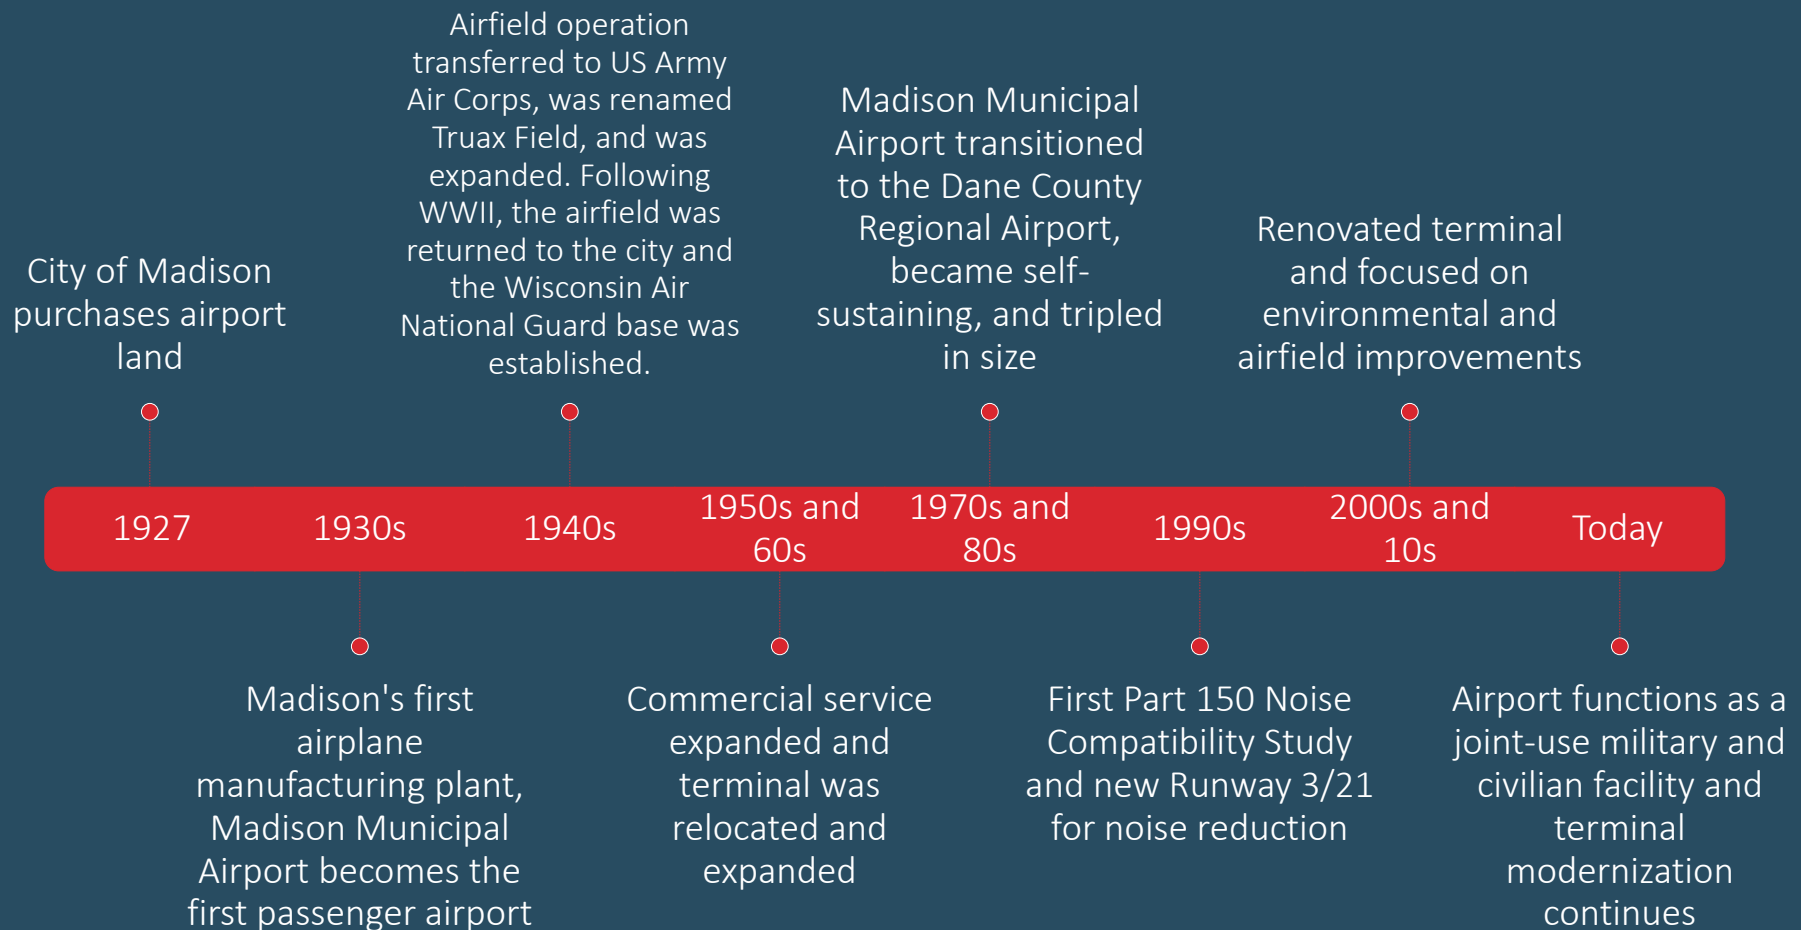 City of Madison
purchases airport
land
Airfield operation
transferred to US Army
Air Corps, was renamed
Truax Field, and was
expanded. Following
WWII, the airfield was
returned to the city and
the Wisconsin Air
National Guard base was
established.
Madison Municipal
Airport transitioned
to the Dane County
Regional Airport,
became self-
sustaining, and tripled
in size
Renovated terminal
and focused on
environmental and
airfield improvements
1927
1930s
1940s
1950s and
60s
1970s and
80s
1990s
2000s and
10s
Today
Madison's first
airplane
manufacturing plant,
Madison Municipal
Airport becomes the
first passenger airport
Commercial service
expanded and
terminal was
relocated and
expanded
First Part 150 Noise
Compatibility Study
and new Runway 3/21
for noise reduction
Airport functions as a
joint-use military and
civilian facility and
terminal
modernization
continues